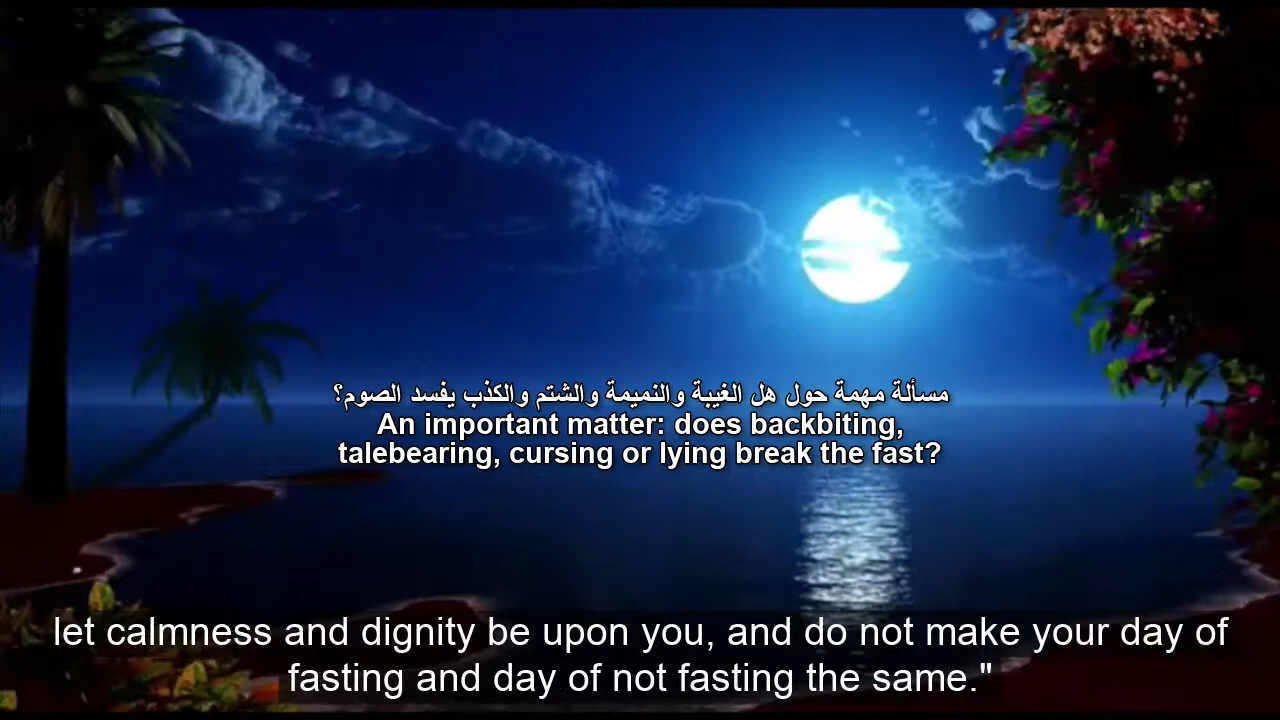 مسألة مهمة حول هل الغيبة والنميمة والشتم والكذب يفسد الصوم؟
An important matter: does backbiting,
talebearing, cursing or lying break the fast?
let calmness and dignity be upon you, and do not make your day of
fasting and day of not fasting the same."